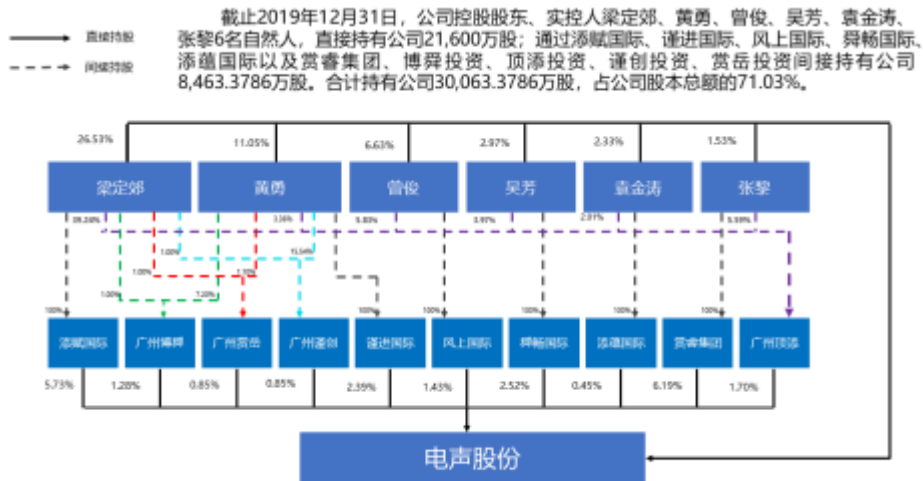 截止2019年12月31日，公司控股股东、实控人梁定郊、黄勇、曾俊、吴芳、袁金涛、
直接持股 张黎6名自然人，直接持有公司21,600万股；通过添赋国际、谨进国际、风上国际、舜畅国际、
间接持股 添蕴国际以及赏睿集团、博舜投资、顶添投资、谨创投资、赏岳投资间接持有公司
8,463.3786万股。合计持有公司30,063.3786万股，占公司股本总额的71.03%。
26.53% 11.05% 6.63% 2.97% 2.33% 1.53%
梁定郊 黄勇 曾俊 吴芳 袁金涛 张黎
3.97% 2.91%
1.00% 15.54%
1.00%
1.00% 7.20%
100% 100% 100% 100% 100% 100%
添赋国际 广州博舜 广州赏岳 广州谨创 谨进国际 风上国际 舜畅国际 添蕴国际 赏睿集团 广州顶添
5.73% 1.28% 0.85% 0.85% 2.39% 1.43% 2.52% 0.45% 6.19% 1.70%
电声股份